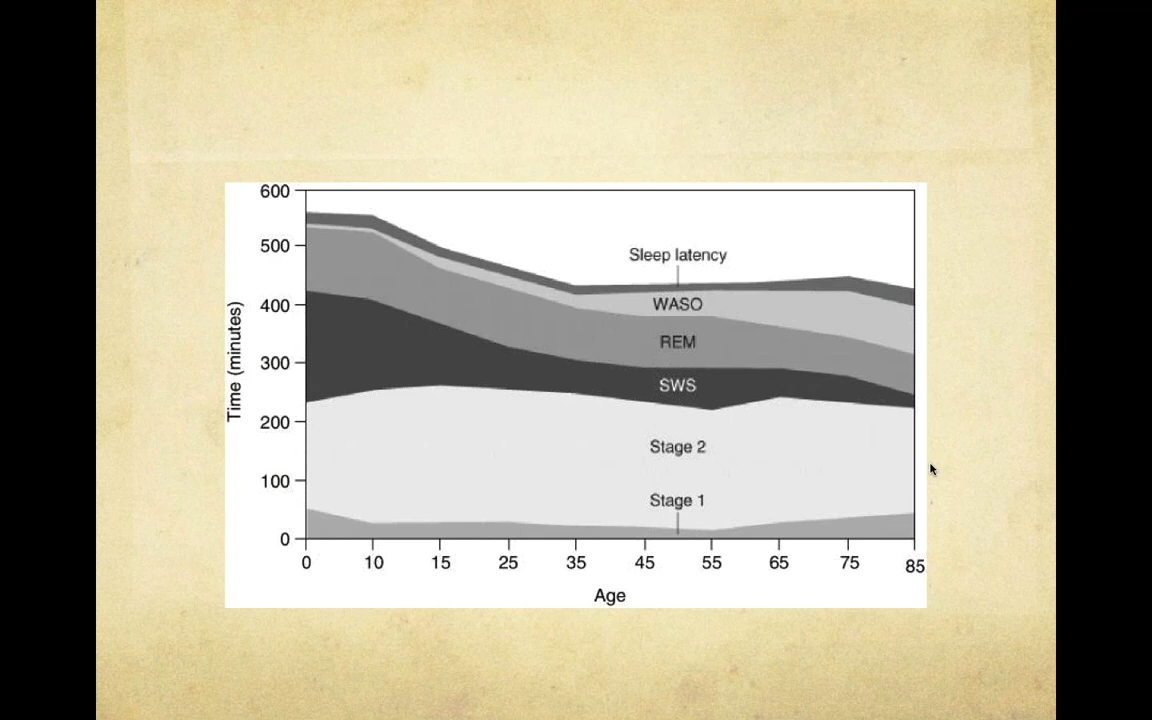 600
500
400
300
200
100
0
Time (minutes)
Sleep latency
WASO
REM
SWS
Stage 2
Stage 1
0 10 15 25 35 45 55 65 75 85
Age